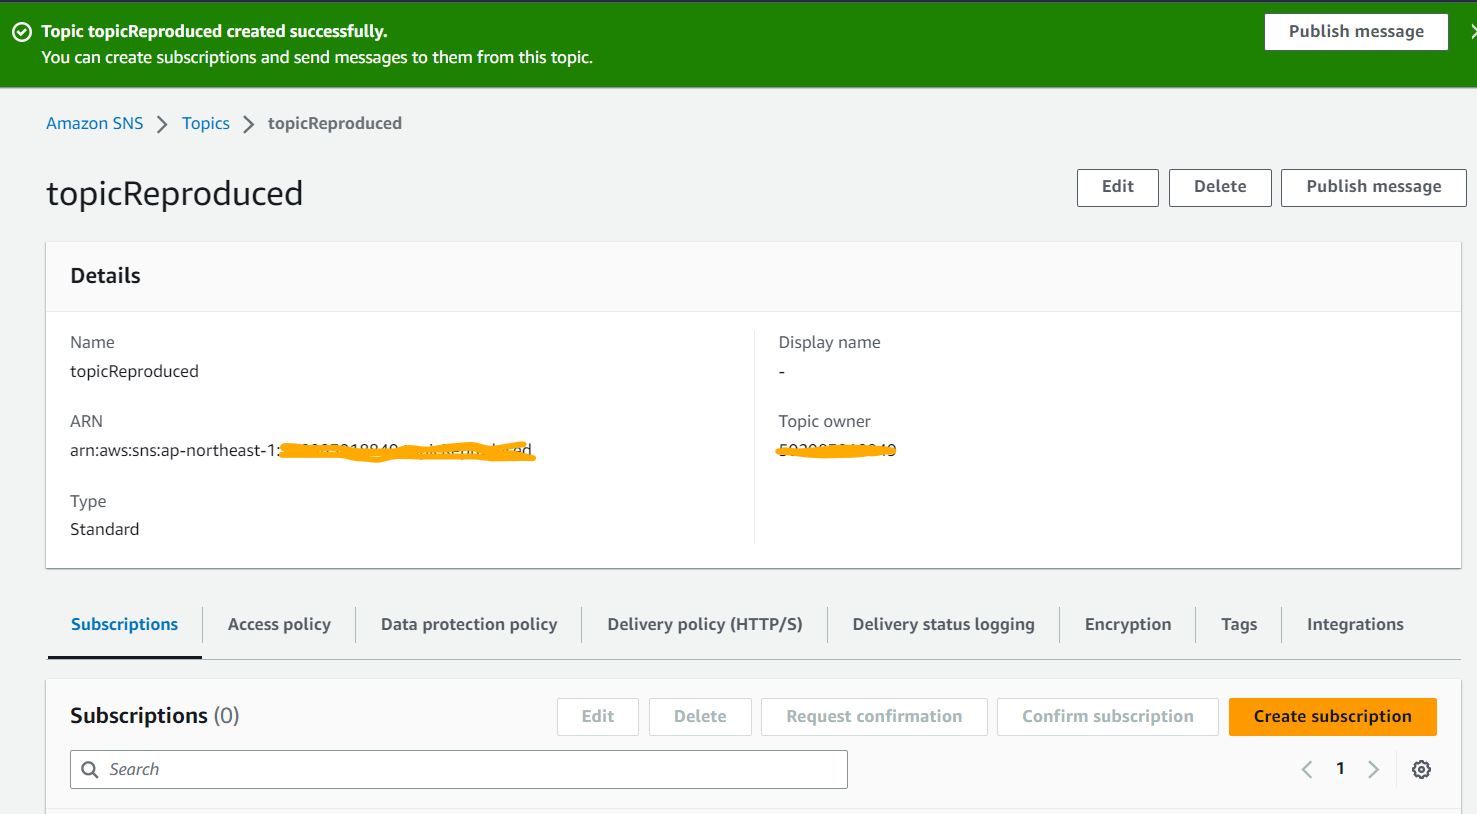 Topic topicReproduced created successfully.
You can create subscriptions and send messages to them from this topic.
Publish message
Amazon SNS
Topics
topicReproduced
topicReproduced
Edit
Delete
Publish message
Details
Name
topicReproduced
Display name
-
ARN
arn:aws:sns:ap-northeast-1:
Topic owner
Type
Standard
Subscriptions
Access policy
Data protection policy
Delivery policy (HTTP/S)
Delivery status logging
Encryption
Tags
Integrations
Subscriptions (0)
Edit
Delete
Request confirmation
Confirm subscription
Create subscription
Search
1